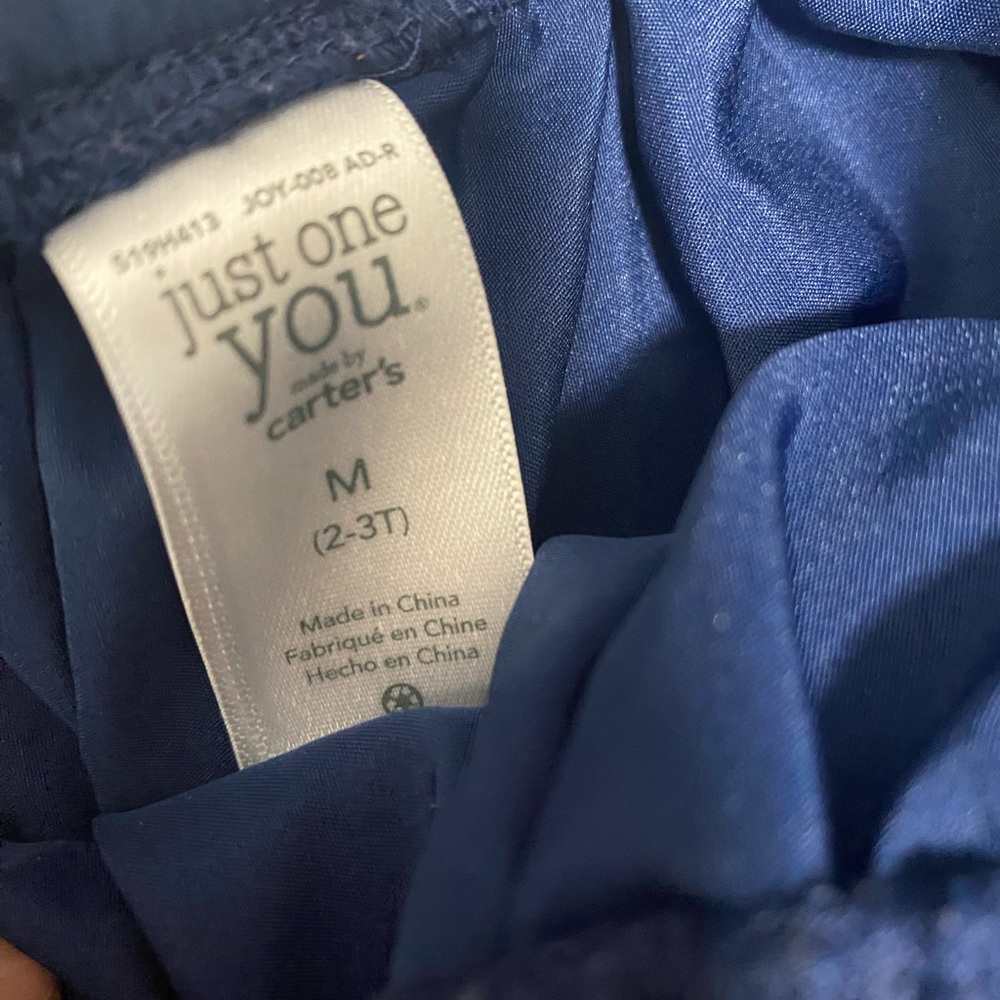 519H413 JOY-008 AD-R
just one
you®
made by
carter's
M
(2-3T)
Made in China
Fabriqué en Chine
Hecho en China